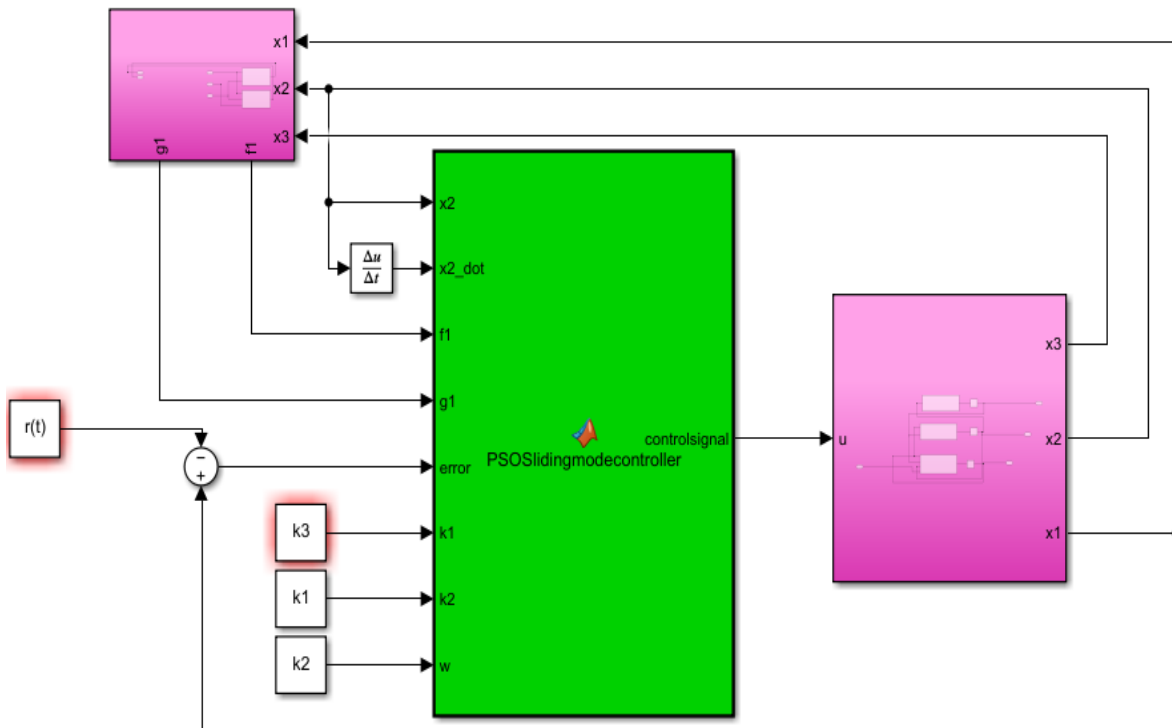 x1
x2
x3
g1
f1
x2
Δu
Δt
x2_dot
f1
r(t)
g1
−
+
error
controlsignal
PSOSlidingmodecontroller
k3
k1
k1
k2
k2
w
u
x3
x2
x1